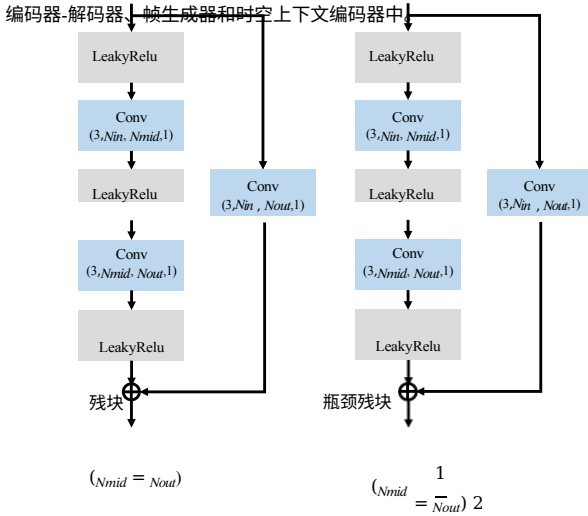 编码器-解码器、帧生成器和时空上下文编码器中。
LeakyRelu
Conv
(3,Nin, Nmid,1)
LeakyRelu
Conv
(3,Nin , Nout,1)
Conv
(3,Nmid, Nout,1)
LeakyRelu
残块
(Nmid = Nout)
LeakyRelu
Conv
(3,Nin, Nmid,1)
LeakyRelu
Conv
(3,Nin , Nout,1)
Conv
(3,Nmid, Nout,1)
LeakyRelu
瓶颈残块
1
(Nmid = Nout) 2